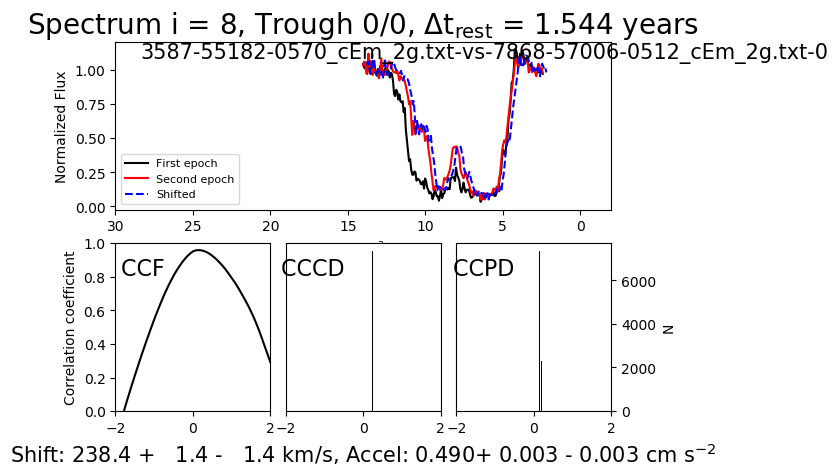 Spectrum i = 8, Trough 0/0, Δt_rest = 1.544 years
3587-55182-0570_cEm_2g.txt-vs-7868-57006-0512_cEm_2g.txt-0
Normalized Flux
1.00
0.75
0.50
0.25
0.00
First epoch
Second epoch
Shifted
30 25 20 15 10 5 0
Correlation coefficient
1.0
0.8
0.6
0.4
0.2
0.0
CCF
CCCD
CCPD
6000
4000
2000
0
N
−2 0 2
−2 0 2
−2 0 2
Shift: 238.4 + 1.4 - 1.4 km/s, Accel: 0.490+ 0.003 - 0.003 cm s⁻²